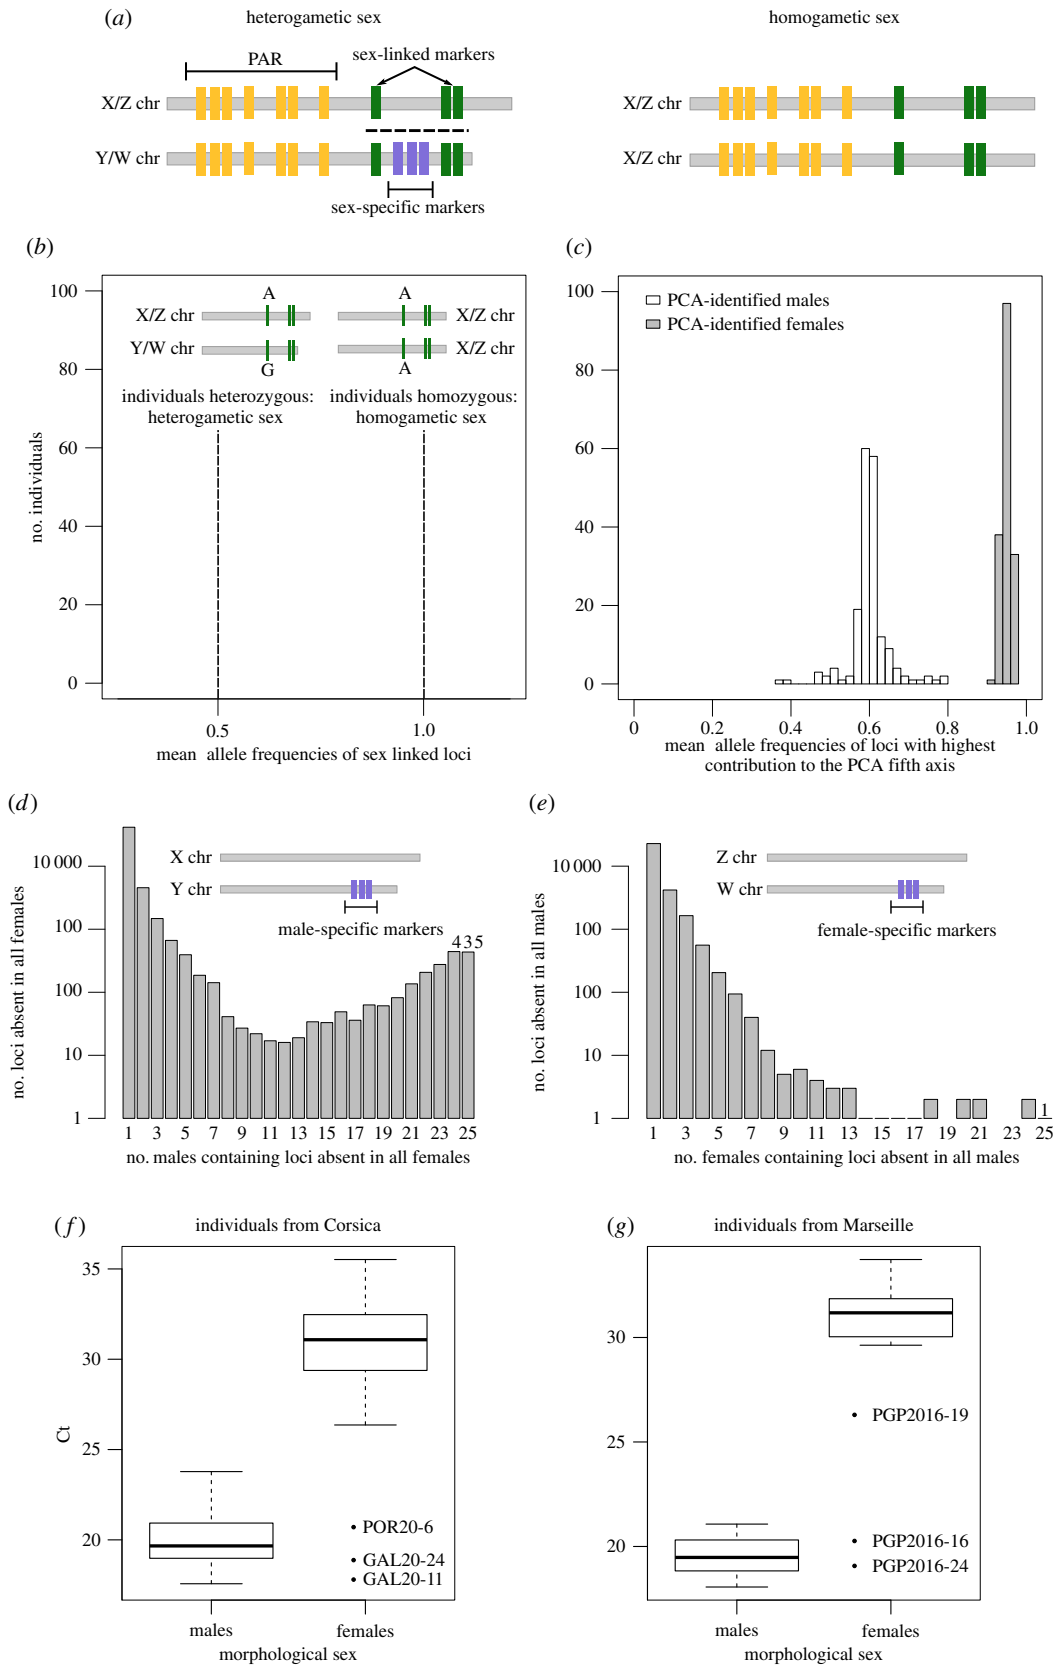 (a)
heterogametic sex
homogametic sex
PAR
sex-linked markers
X/Z chr
Y/W chr
sex-specific markers
X/Z chr
X/Z chr
(b)
100
80
60
40
20
0
no. individuals
A
X/Z chr
Y/W chr
G
individuals heterozygous:
heterogametic sex
A
X/Z chr
X/Z chr
A
individuals homozygous:
homogametic sex
0.5
1.0
mean allele frequencies of sex linked loci
(c)
PCA-identified males
PCA-identified females
100
80
60
40
20
0
0
0.2
0.4
0.6
0.8
1.0
mean allele frequencies of loci with highest
contribution to the PCA fifth axis
(d)
no. loci absent in all females
10 000
100
100
10
1
X chr
Y chr
male-specific markers
435
1
3
5
7
9
11
13
15
17
19
21
23
25
no. males containing loci absent in all females
(e)
no. loci absent in all males
10 000
100
100
10
1
Z chr
W chr
female-specific markers
1
1
3
5
7
9
11
13
15
17
19
21
23
25
no. females containing loci absent in all males
(f)
individuals from Corsica
Ct
35
30
25
20
POR20-6
GAL20-24
GAL20-11
males
females
morphological sex
(g)
individuals from Marseille
30
25
20
PGP2016-19
PGP2016-16
PGP2016-24
males
females
morphological sex